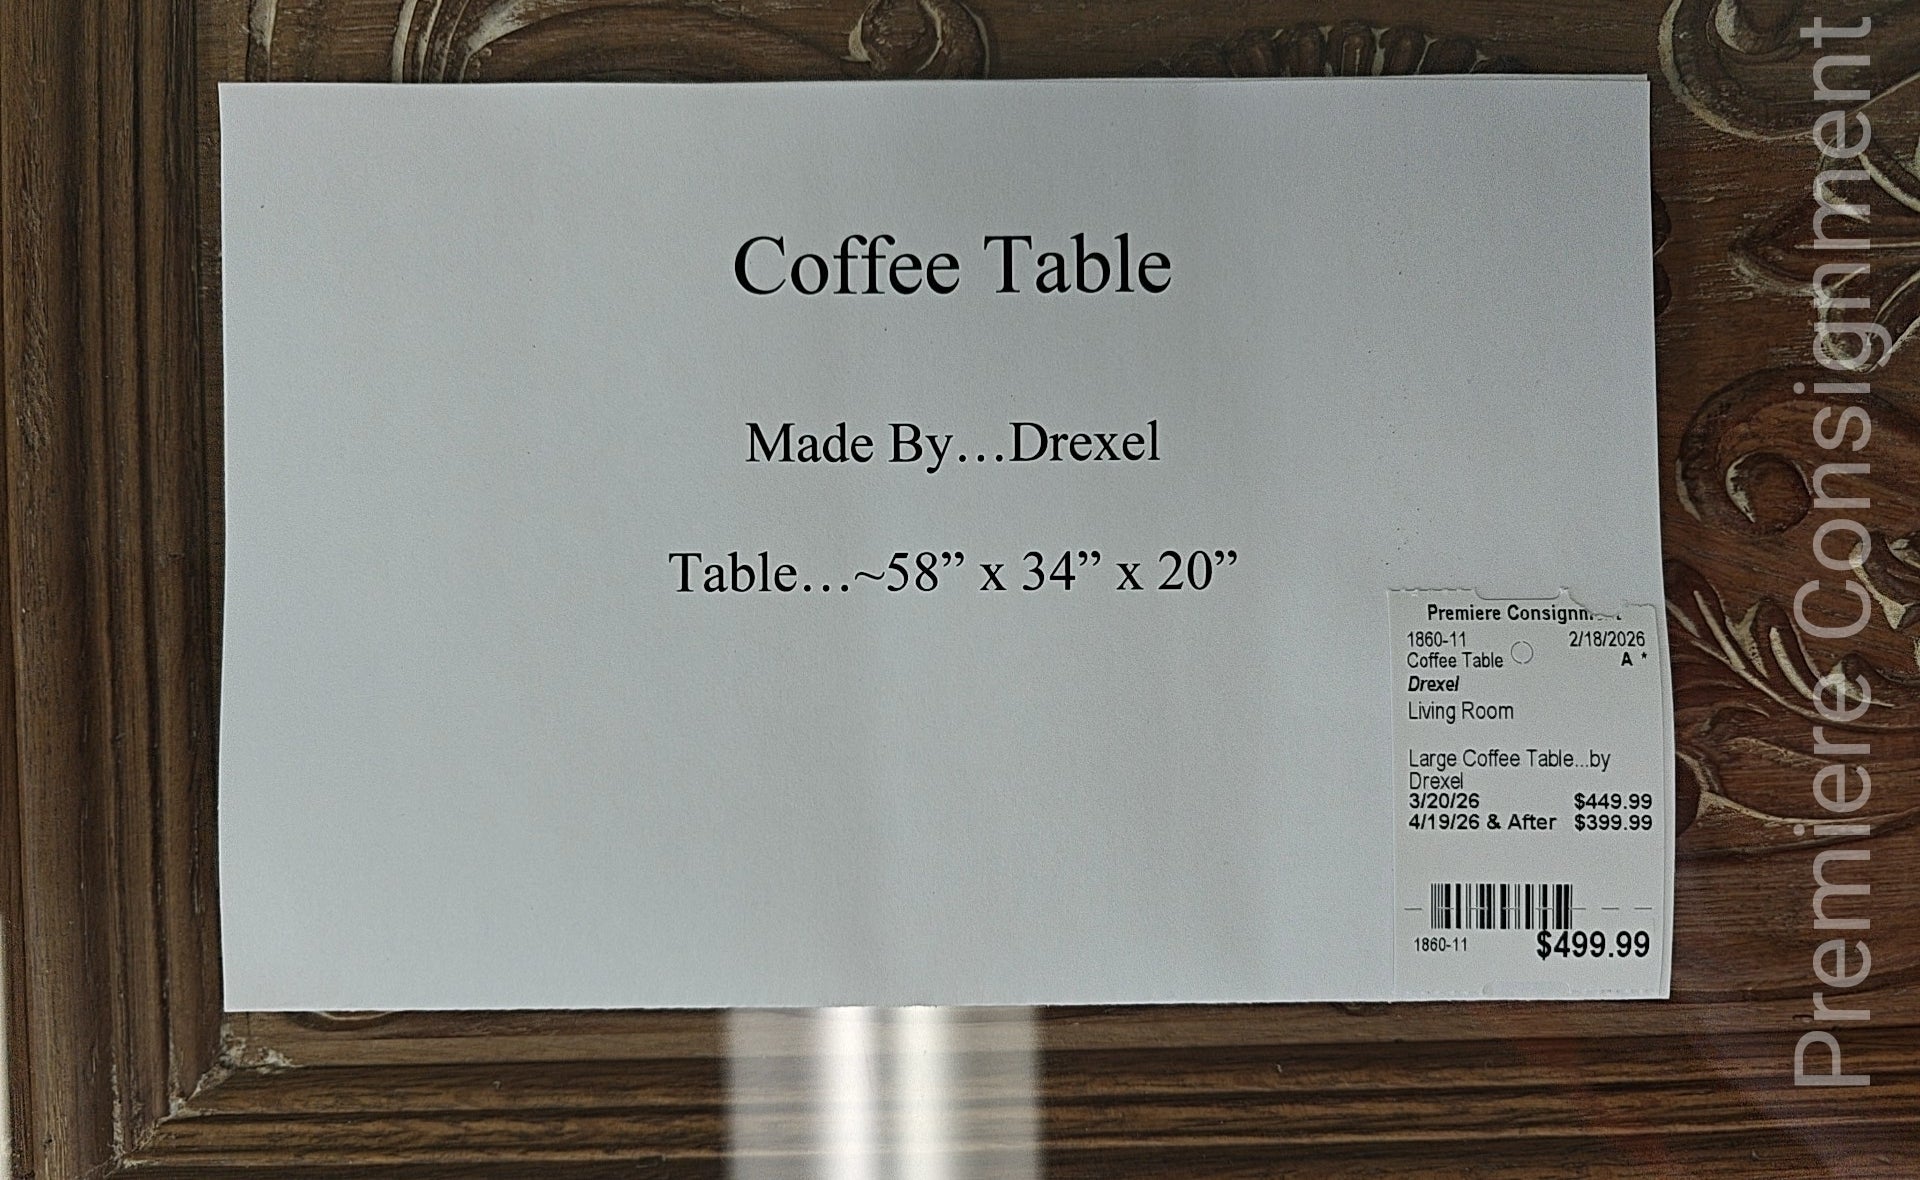 Coffee Table
Made By…Drexel
Table…~58” x 34” x 20”
Premiere
1860-11 2/18/2026
Coffee Table A *
Drexel
Living Room
Large Coffee Table...by
Drexel
3/20/26 $449.99
4/19/26 & After $399.99
1860-11 $499.99
Premiere Consignment